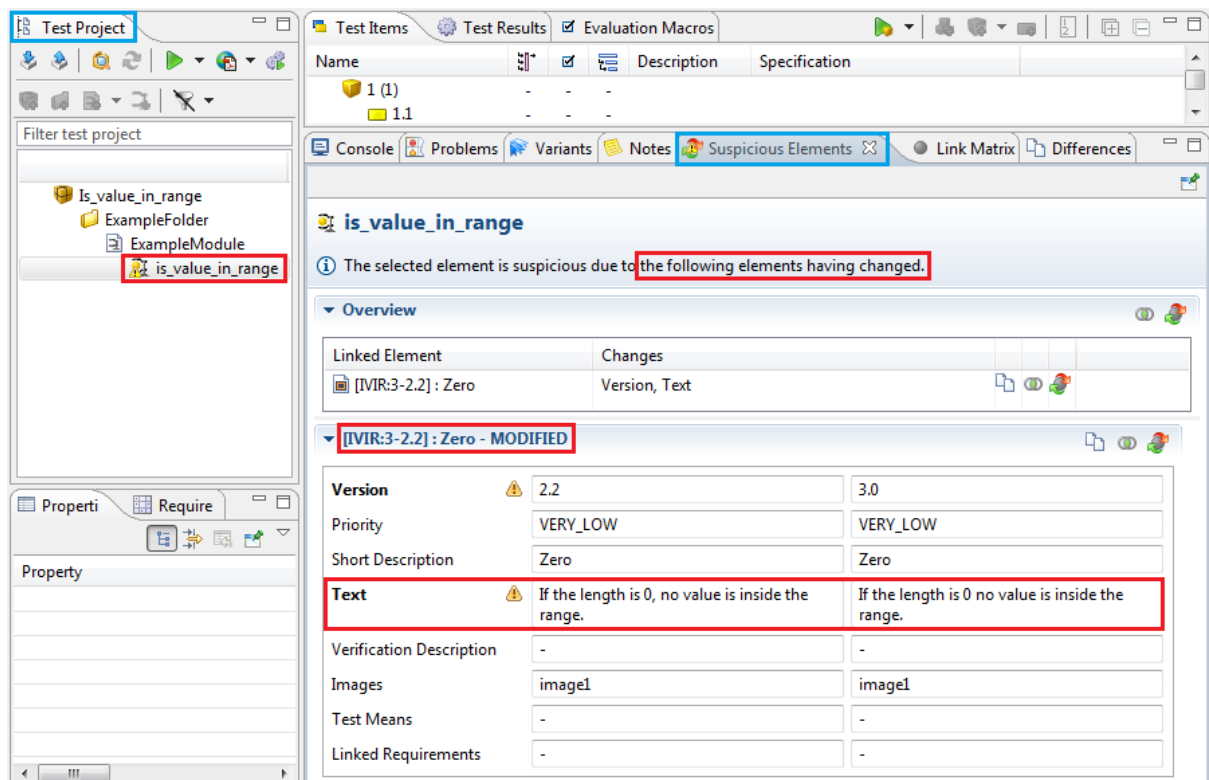 Test Project
Filter test project
Is_value_in_range
ExampleFolder
ExampleModule
is_value_in_range
Properti
Require
Property
Test Items
Test Results
Evaluation Macros
Name
Description
Specification
1 (1)
-
-
-
1.1
-
-
-
Console
Problems
Variants
Notes
Suspicious Elements
Link Matrix
Differences
is_value_in_range
The selected element is suspicious due to the following elements having changed.
Overview
Linked Element
Changes
[IVIR:3-2.2] : Zero
Version, Text
[IVIR:3-2.2] : Zero - MODIFIED
Version
2.2
3.0
Priority
VERY_LOW
VERY_LOW
Short Description
Zero
Zero
Text
If the length is 0, no value is inside the
range.
If the length is 0 no value is inside the
range.
Verification Description
-
-
Images
image1
image1
Test Means
-
-
Linked Requirements
-
-